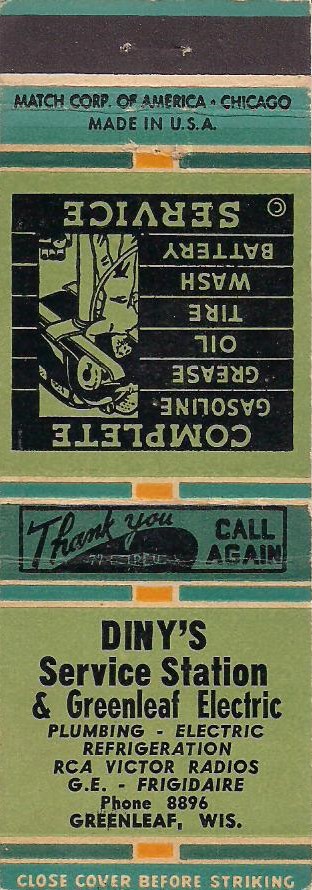 MATCH CORP. OF AMERICA • CHICAGO
MADE IN U.S.A.
COMPLETE
GASOLINE
GREASE
OIL
TIRE
WASH
BATTERY
SERVICE
©
Thank you
CALL
AGAIN
DINY'S
Service Station
& Greenleaf Electric
PLUMBING - ELECTRIC
REFRIGERATION
RCA VICTOR RADIOS
G.E. - FRIGIDAIRE
Phone 8896
GREENLEAF, WIS.
CLOSE COVER BEFORE STRIKING